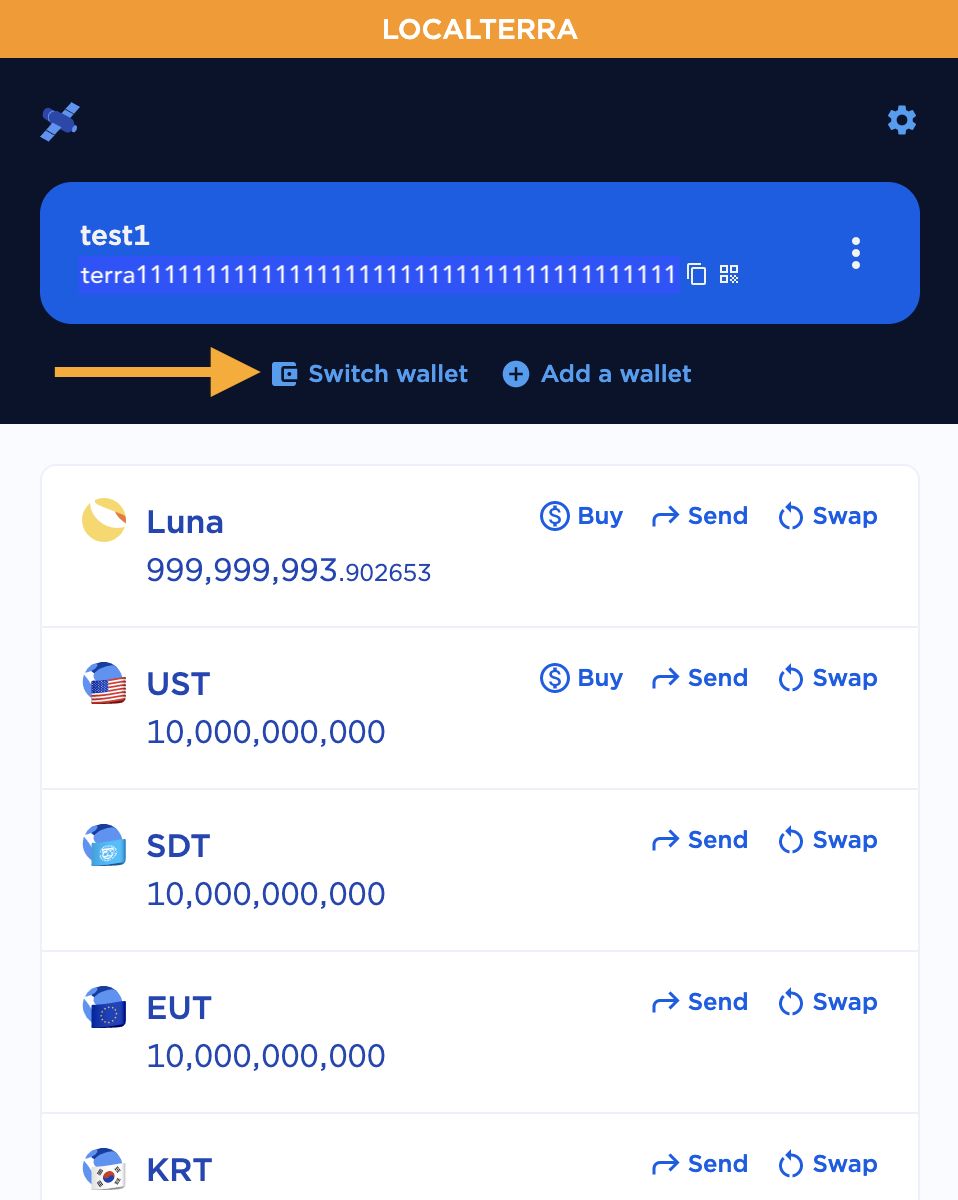 LOCALTERRA
test1
terra111111111111111111111111111111111111111
Switch wallet
Add a wallet
Luna
Buy
Send
Swap
999,999,993.902653
UST
Buy
Send
Swap
10,000,000,000
SDT
Send
Swap
10,000,000,000
EUT
Send
Swap
10,000,000,000
KRT
Send
Swap